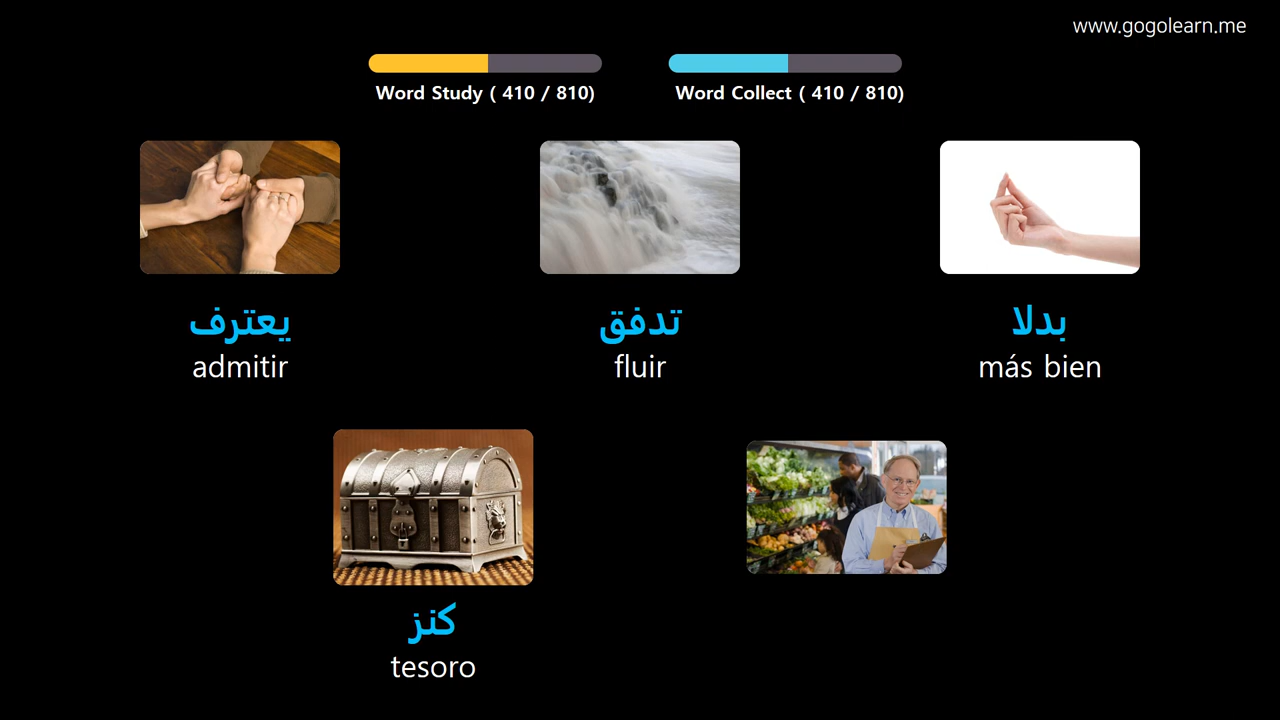 www.gogolearn.me
Word Study ( 410 / 810)
Word Collect ( 410 / 810)
يعترف
admitir
تدفق
fluir
بدلا
más bien
كنز
tesoro